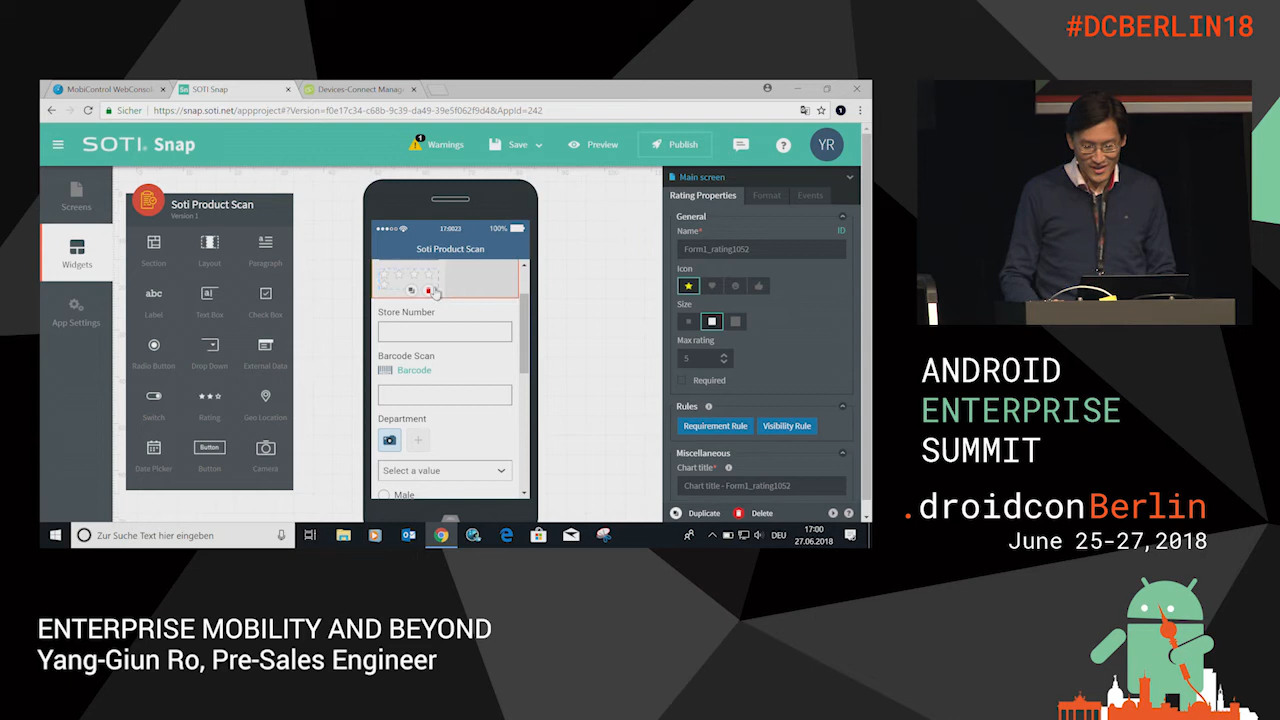 #DCBERLIN18
MobiControl WebConsol
SOTI Snap
Devices-Connect Manag
Sicher
https://snap.soti.net/appproject#?Version=f0e17c34-c68b-9c39-da49-39e5f062f9d4&AppId=242
SOTI Snap
1
Warnings
Save
Preview
Publish
YR
Screens
Widgets
App Settings
Soti Product Scan
Version 1
Section
Layout
Paragraph
abc
Label
Text Box
Check Box
Radio Button
Drop Down
External Data
Switch
Rating
Geo Location
Date Picker
Button
Button
Camera
17:0023
100%
Soti Product Scan
Store Number
Barcode Scan
Barcode
Department
Select a value
Male
Main screen
Rating Properties
Format
Events
General
Name*
ID
Form1_rating1052
Icon
Size
Max rating
5
Required
Rules
Requirement Rule
Visibility Rule
Miscellaneous
Chart title*
Chart title - Form1_rating1052
Duplicate
Delete
Zur Suche Text hier eingeben
DEU
17:00
27.06.2018
ANDROID
ENTERPRISE
SUMMIT
.droidconBerlin
June 25-27,2018
ENTERPRISE MOBILITY AND BEYOND
Yang-Giun Ro, Pre-Sales Engineer